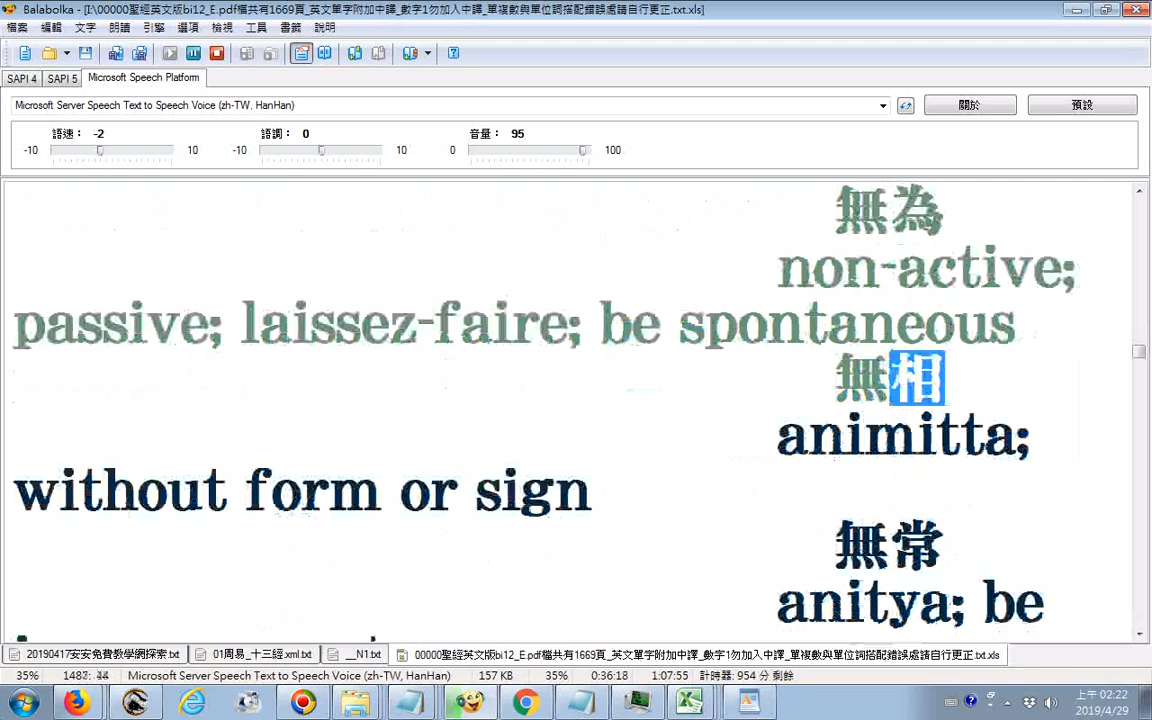 Balabolka - [I:\00000聖經英文版bi12_E.pdf檔共有1669頁_英文單字附加中譯_數字1勿加入中譯_單複數與單位詞搭配錯誤處請自行更正.txt.xls]
檔案 編輯 文字 朗讀 引擎 選項 檢視 工具 書籤 說明
SAPI 4 SAPI 5 Microsoft Speech Platform
Microsoft Server Speech Text to Speech Voice (zh-TW, HanHan) 關於 預設
語速： -2 語調： 0 音量： 95
-10 10 -10 10 0 100
無為
non-active;
passive; laissez-faire; be spontaneous
無相
animitta;
without form or sign
無常
anitya; be
20190417安安免費教學網探索.txt 01周易_十三經.xml.txt __N1.txt 00000聖經英文版bi12_E.pdf檔共有1669頁_英文單字附加中譯_數字1勿加入中譯_單複數與單位詞搭配錯誤處請自行更正.txt.xls
35% 1482: 44 Microsoft Server Speech Text to Speech Voice (zh-TW, HanHan) 157 KB 35% 0:36:18 1:07:55 計時器: 954 分 剩餘
上午 02:22
2019/4/29